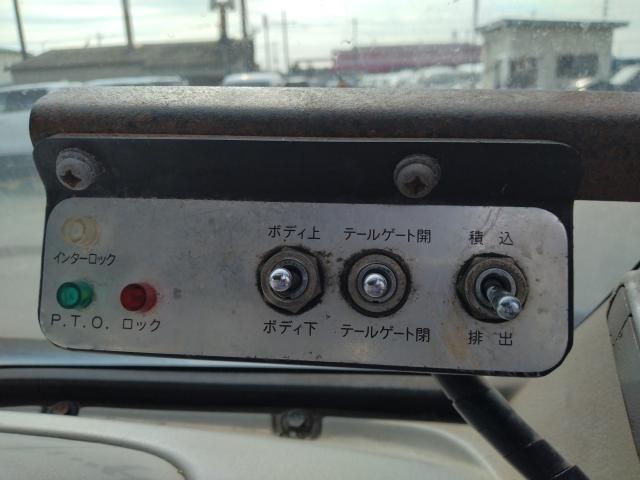 ボディ上
テールゲート開
積込
インターロック
P.T.O.
ロック
ボディ下
テールゲート閉
排出